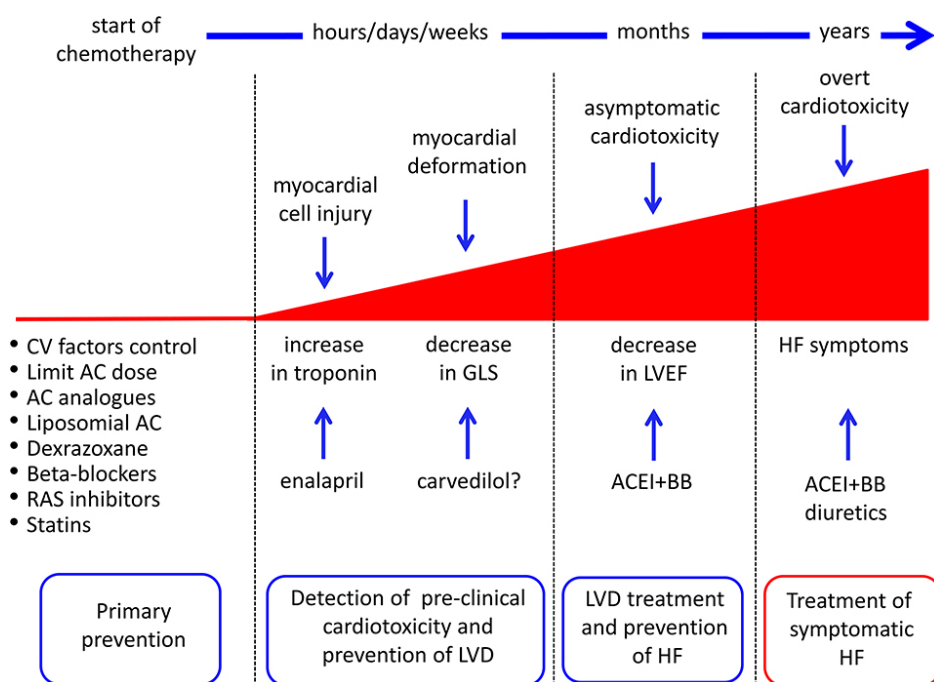 start of
chemotherapy
hours/days/weeks
months
years
myocardial
cell injury
myocardial
deformation
asymptomatic
cardiotoxicity
overt
cardiotoxicity
• CV factors control
• Limit AC dose
• AC analogues
• Liposomial AC
• Dexrazoxane
• Beta-blockers
• RAS inhibitors
• Statins
increase
in troponin
decrease
in GLS
decrease
in LVEF
HF symptoms
enalapril
carvedilol?
ACEI+BB
ACEI+BB
diuretics
Primary
prevention
Detection of pre-clinical
cardiotoxicity and
prevention of LVD
LVD treatment
and prevention
of HF
Treatment of
symptomatic
HF